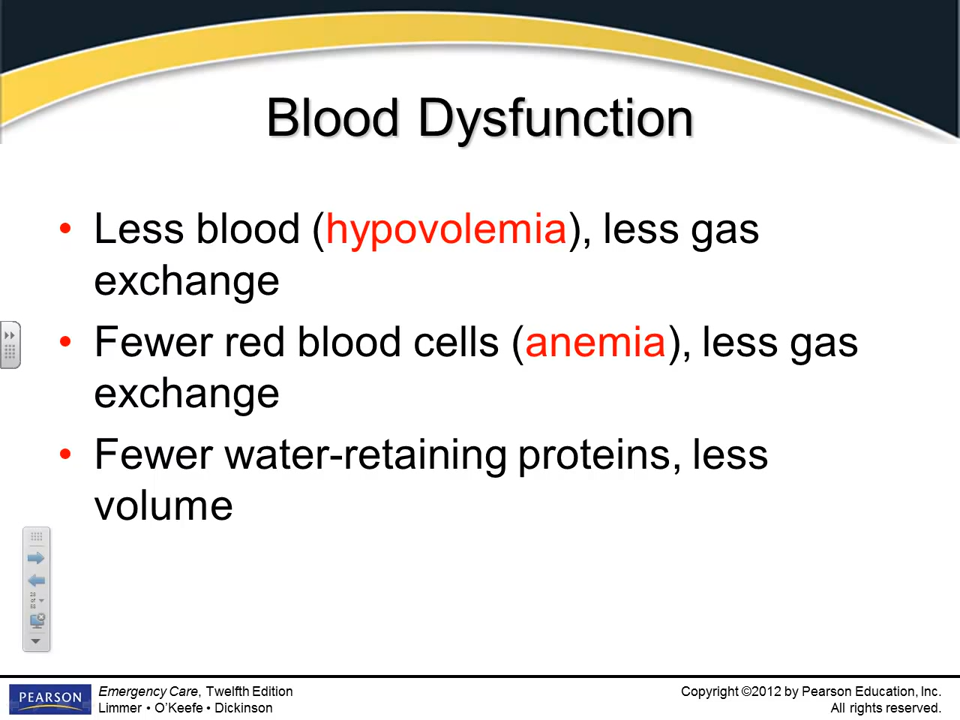 Blood Dysfunction
• Less blood (hypovolemia), less gas
exchange
• Fewer red blood cells (anemia), less gas
exchange
• Fewer water-retaining proteins, less
volume
PEARSON
Emergency Care, Twelfth Edition
Limmer • O’Keefe • Dickinson
Copyright ©2012 by Pearson Education, Inc.
All rights reserved.